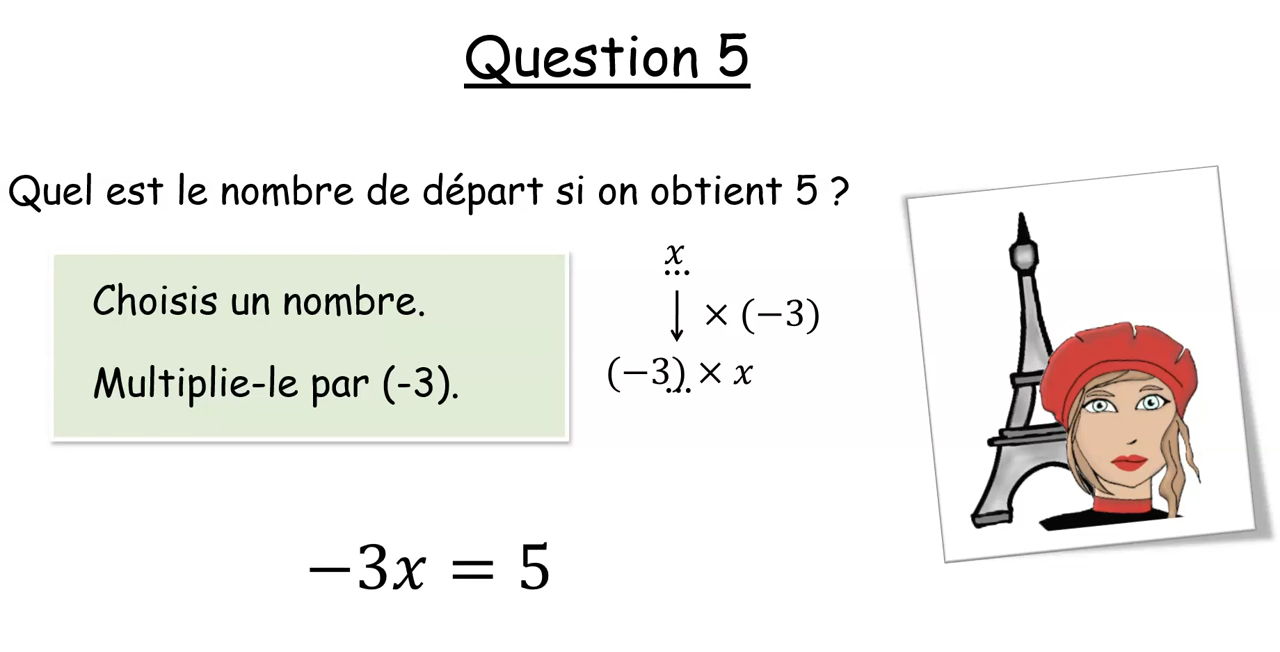 Question 5
Quel est le nombre de départ si on obtient 5 ?
Choisis un nombre.
Multiplie-le par (-3).
x
...
× (−3)
(−3) × x
...
−3x = 5